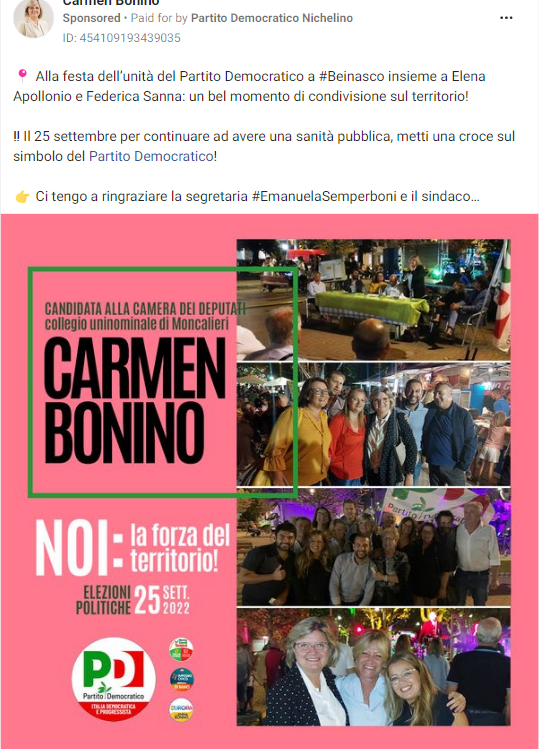 Carmen Bonino
Sponsored • Paid for by Partito Democratico Nichelino
ID: 454109193439035
📍 Alla festa dell'unità del Partito Democratico a #Beinasco insieme a Elena
Apollonio e Federica Sanna: un bel momento di condivisione sul territorio!
‼ Il 25 settembre per continuare ad avere una sanità pubblica, metti una croce sul
simbolo del Partito Democratico!
👉 Ci tengo a ringraziare la segretaria #EmanuelaSemperboni e il sindaco...
CANDIDATA ALLA CAMERA DEI DEPUTATI
collegio uninominale di Moncalieri
CARMEN
BONINO
NOI: la forza del
territorio!
ELEZIONI
POLITICHE
25 SETT.
2022
PD
Partito Democratico
ITALIA DEMOCRATICA
E PROGRESSISTA
Partito Democratico